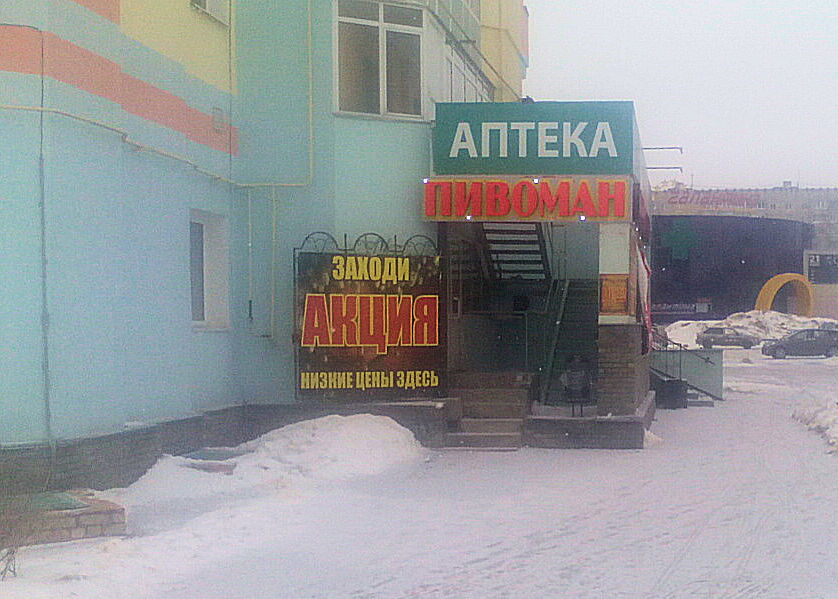 АПТЕКА
ПИВОМАН
ЗАХОДИ
АКЦИЯ
НИЗКИЕ ЦЕНЫ ЗДЕСЬ